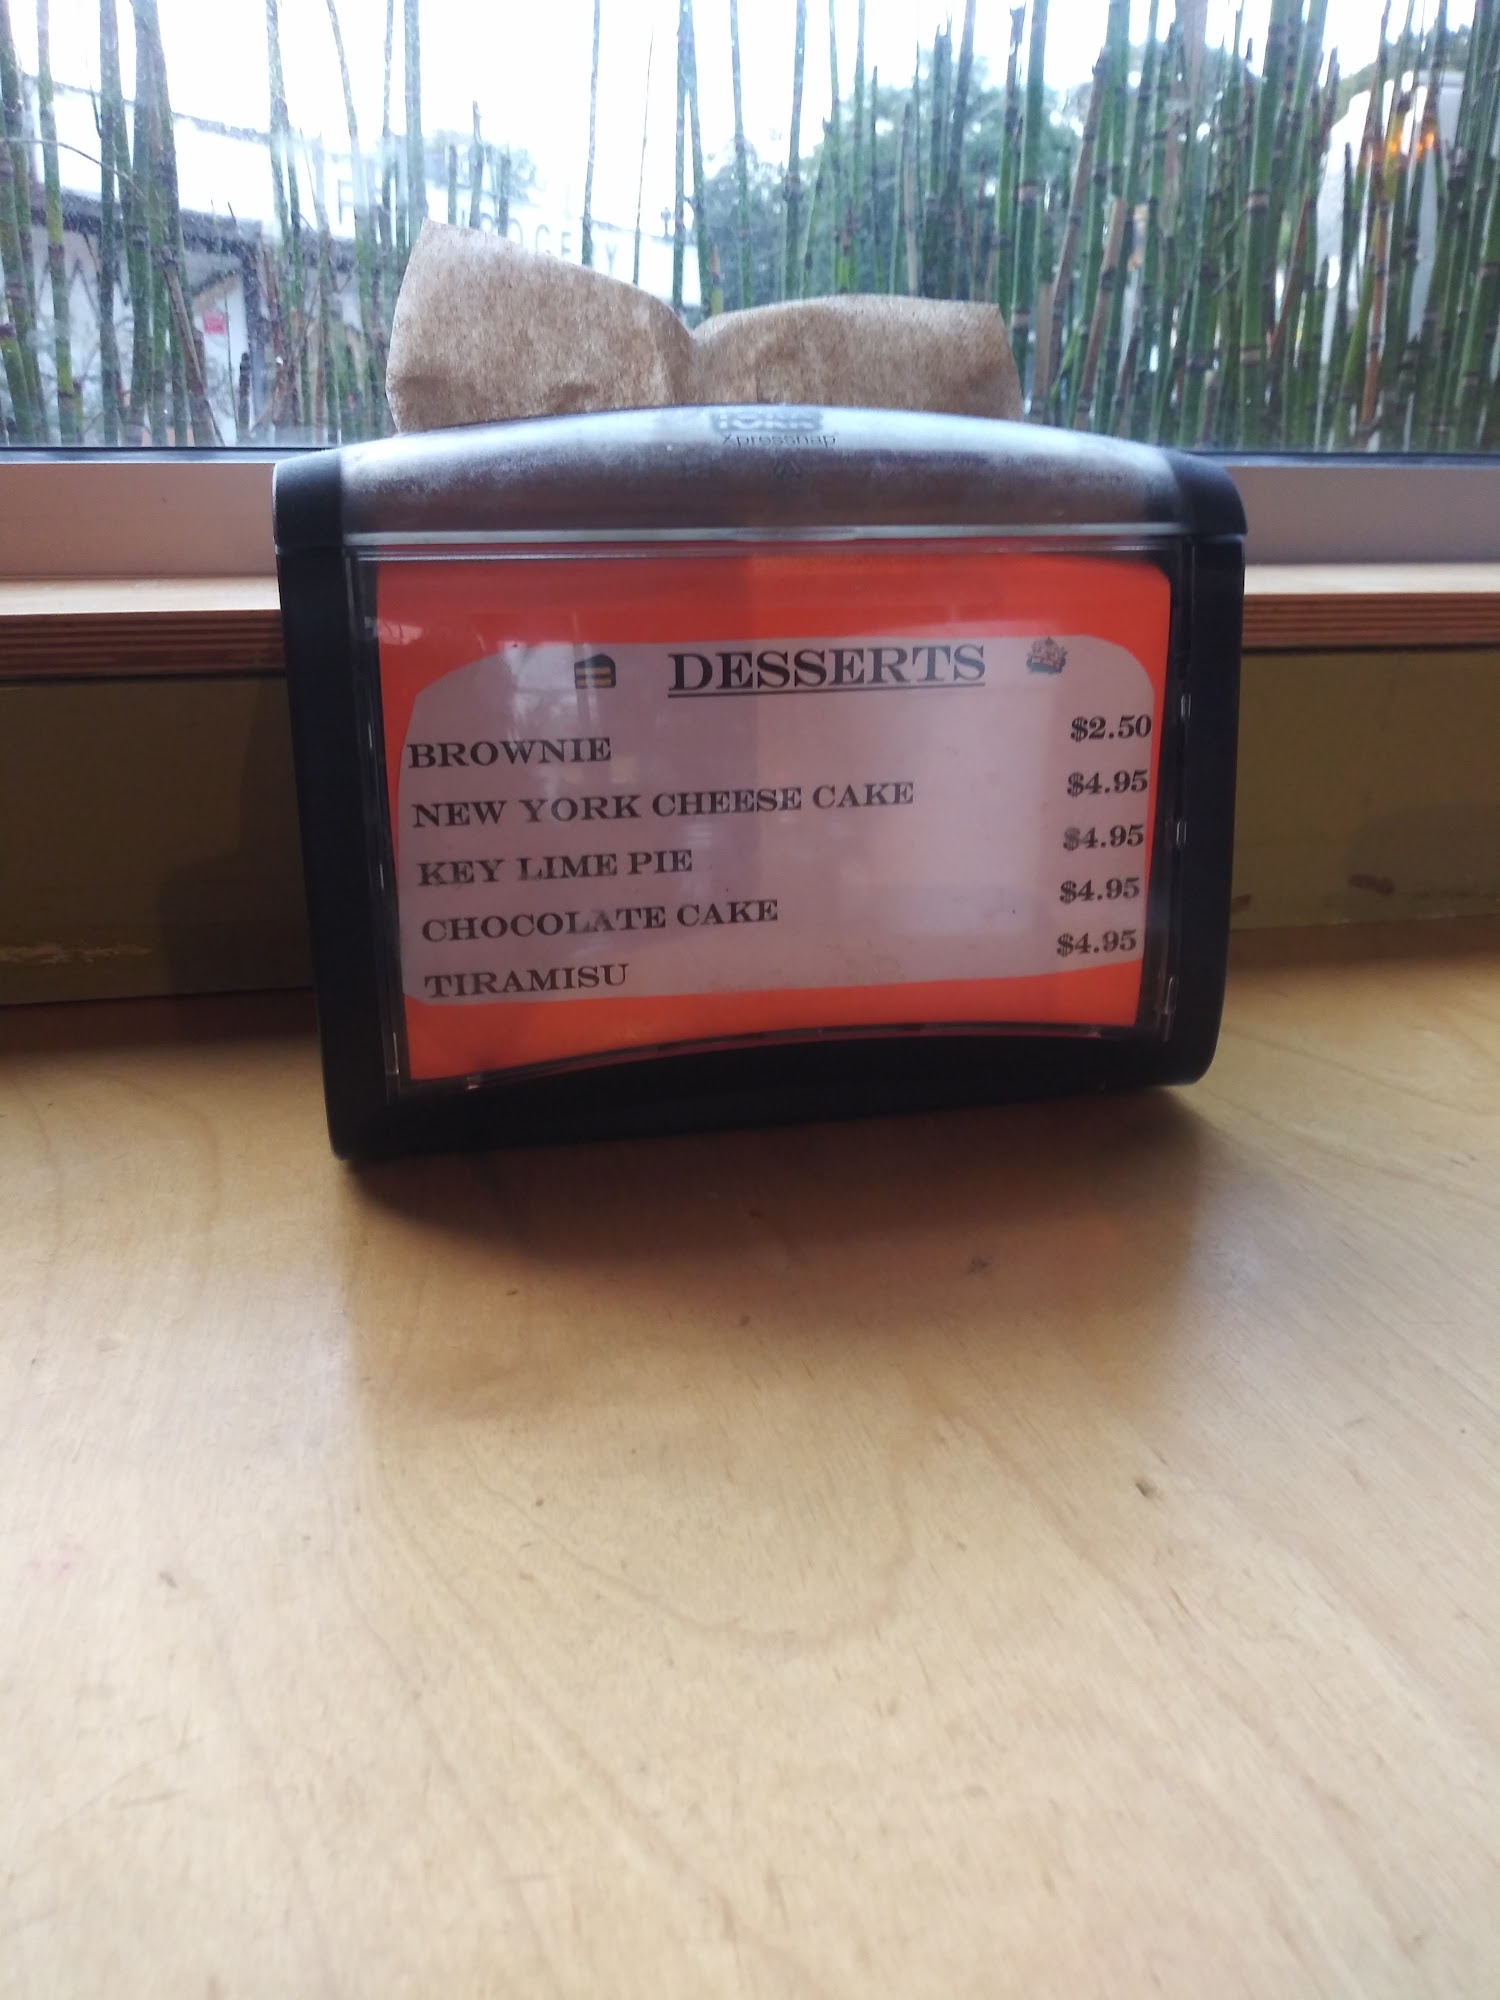 Xpressnap
DESSERTS
BROWNIE $2.50
NEW YORK CHEESE CAKE $4.95
KEY LIME PIE $4.95
CHOCOLATE CAKE $4.95
TIRAMISU $4.95